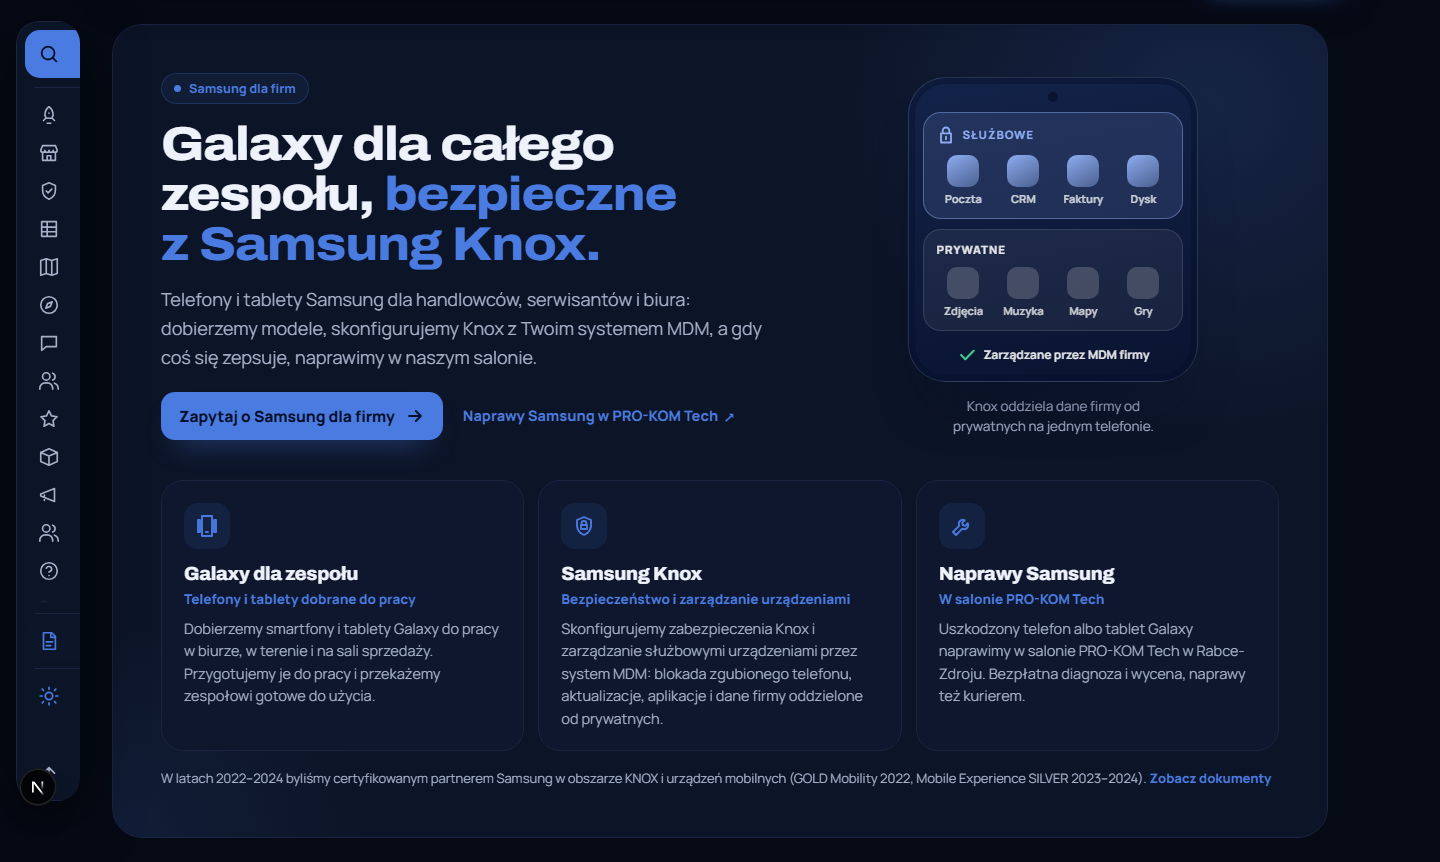 Samsung dla firm
Galaxy dla całego
zespołu, bezpieczne
z Samsung Knox.
Telefony i tablety Samsung dla handlowców, serwisantów i biura:
dobierzemy modele, skonfigurujemy Knox z Twoim systemem MDM, a gdy
coś się zepsuje, naprawimy w naszym salonie.
Zapytaj o Samsung dla firmy →
Naprawy Samsung w PRO-KOM Tech ↗
SŁUŻBOWE
Poczta CRM Faktury Dysk
PRYWATNE
Zdjęcia Muzyka Mapy Gry
Zarządzane przez MDM firmy
Knox oddziela dane firmy od
prywatnych na jednym telefonie.
Galaxy dla zespołu
Telefony i tablety dobrane do pracy
Dobierzemy smartfony i tablety Galaxy do pracy
w biurze, w terenie i na sali sprzedaży.
Przygotujemy je do pracy i przekażemy
zespołowi gotowe do użycia.
Samsung Knox
Bezpieczeństwo i zarządzanie urządzeniami
Skonfigurujemy zabezpieczenia Knox i
zarządzanie służbowymi urządzeniami przez
system MDM: blokada zgubionego telefonu,
aktualizacje, aplikacje i dane firmy oddzielone
od prywatnych.
Naprawy Samsung
W salonie PRO-KOM Tech
Uszkodzony telefon albo tablet Galaxy
naprawimy w salonie PRO-KOM Tech w Rabce-
Zdroju. Bezpłatna diagnoza i wycena, naprawy
też kurierem.
W latach 2022–2024 byliśmy certyfikowanym partnerem Samsung w obszarze KNOX i urządzeń mobilnych (GOLD Mobility 2022, Mobile Experience SILVER 2023–2024). Zobacz dokumenty
N